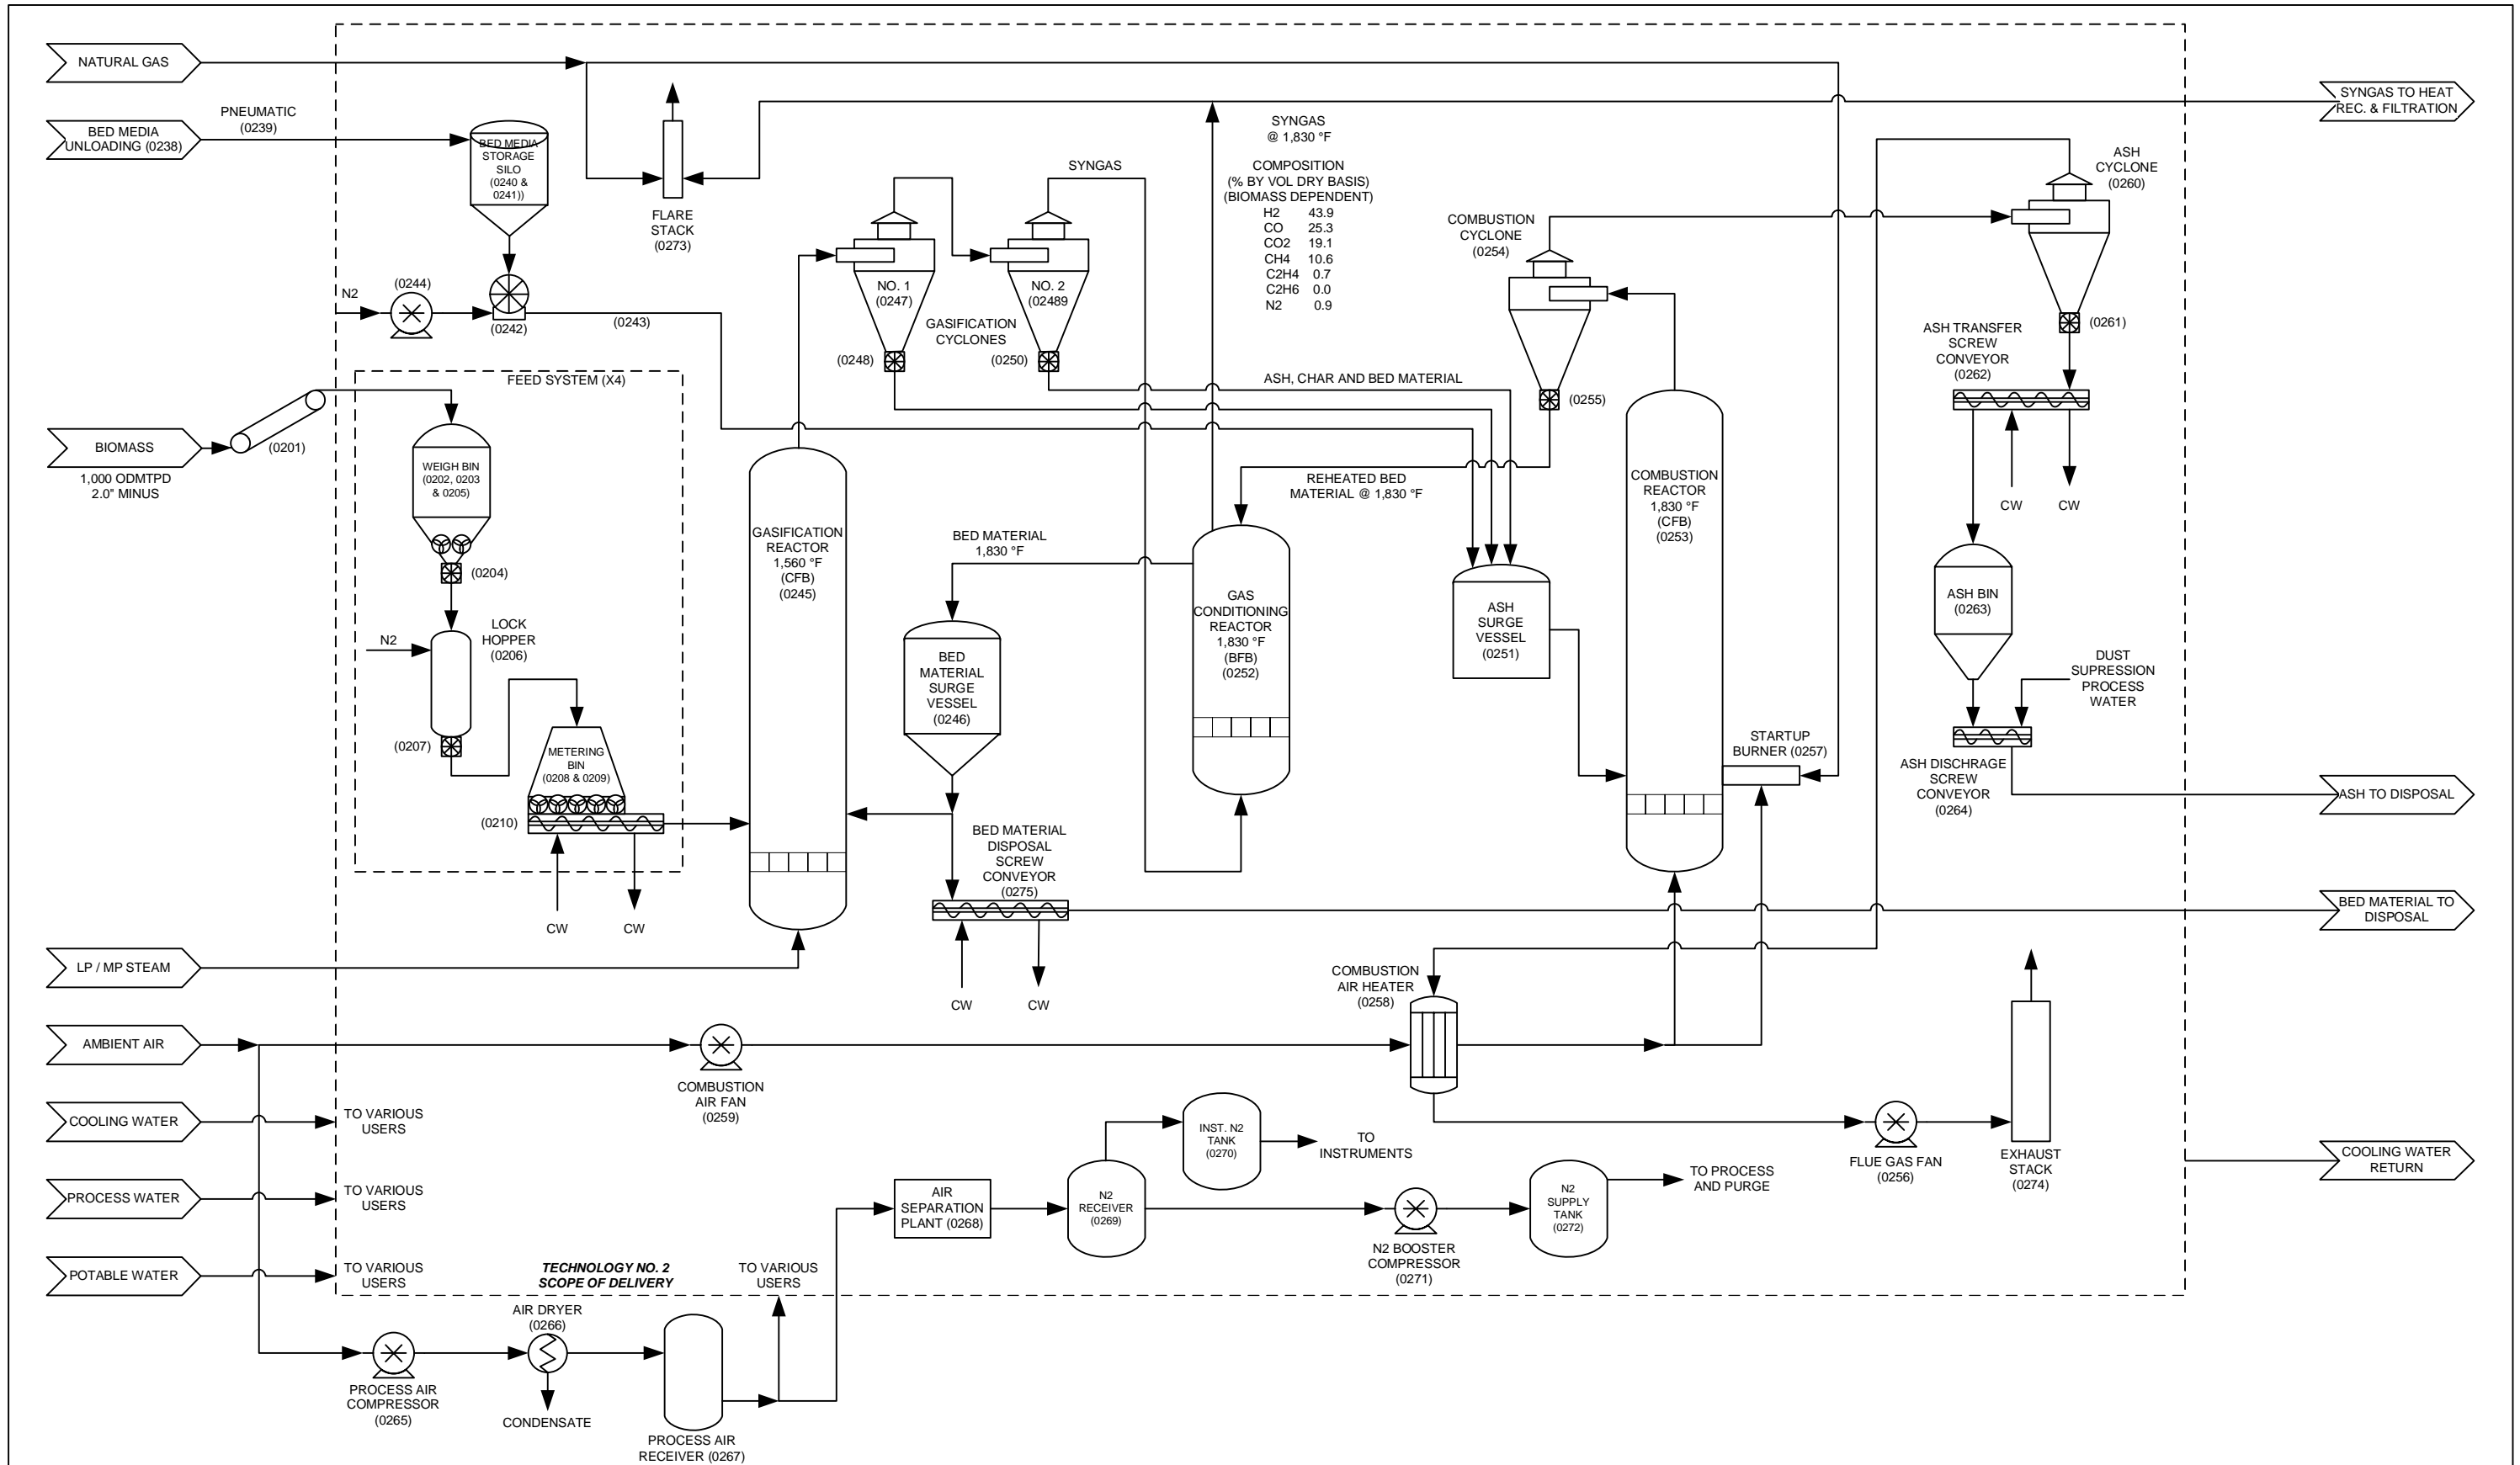 NATURAL GAS
BED MEDIA
UNLOADING (0238)
PNEUMATIC
(0239)
BED MEDIA
STORAGE
SILO
(0240 &
0241))
FLARE
STACK
(0273)
N2
(0244)
(0242)
(0243)
SYNGAS
NO. 1
(0247)
NO. 2
(02489
GASIFICATION
CYCLONES
(0248)
(0250)
SYNGAS
@ 1,830 °F
COMPOSITION
(% BY VOL DRY BASIS)
(BIOMASS DEPENDENT)
H2 43.9
CO 25.3
CO2 19.1
CH4 10.6
C2H4 0.7
C2H6 0.0
N2 0.9
COMBUSTION
CYCLONE
(0254)
(0255)
ASH
CYCLONE
(0260)
(0261)
SYNGAS TO HEAT
REC. & FILTRATION
ASH TRANSFER
SCREW
CONVEYOR
(0262)
CW
CW
FEED SYSTEM (X4)
BIOMASS
1,000 ODMTPD
2.0" MINUS
(0201)
WEIGH BIN
(0202, 0203
& 0205)
(0204)
N2
LOCK
HOPPER
(0206)
(0207)
METERING
BIN
(0208 & 0209)
(0210)
CW
CW
GASIFICATION
REACTOR
1,560 °F
(CFB)
(0245)
ASH, CHAR AND BED MATERIAL
REHEATED BED
MATERIAL @ 1,830 °F
BED MATERIAL
1,830 °F
BED
MATERIAL
SURGE
VESSEL
(0246)
GAS
CONDITIONING
REACTOR
1,830 °F
(BFB)
(0252)
ASH
SURGE
VESSEL
(0251)
COMBUSTION
REACTOR
1,830 °F
(CFB)
(0253)
STARTUP
BURNER (0257)
ASH BIN
(0263)
DUST
SUPRESSION
PROCESS
WATER
ASH DISCHRAGE
SCREW
CONVEYOR
(0264)
ASH TO DISPOSAL
BED MATERIAL
DISPOSAL
SCREW
CONVEYOR
(0275)
CW
CW
BED MATERIAL TO
DISPOSAL
LP / MP STEAM
AMBIENT AIR
COMBUSTION
AIR FAN
(0259)
COMBUSTION
AIR HEATER
(0258)
FLUE GAS FAN
(0256)
EXHAUST
STACK
(0274)
COOLING WATER
RETURN
COOLING WATER
TO VARIOUS
USERS
PROCESS WATER
TO VARIOUS
USERS
POTABLE WATER
TO VARIOUS
USERS
TECHNOLOGY NO. 2
SCOPE OF DELIVERY
TO VARIOUS
USERS
AIR
SEPARATION
PLANT (0268)
N2
RECEIVER
(0269)
INST. N2
TANK
(0270)
TO
INSTRUMENTS
N2 BOOSTER
COMPRESSOR
(0271)
N2
SUPPLY
TANK
(0272)
TO PROCESS
AND PURGE
PROCESS AIR
COMPRESSOR
(0265)
AIR DRYER
(0266)
CONDENSATE
PROCESS AIR
RECEIVER (0267)